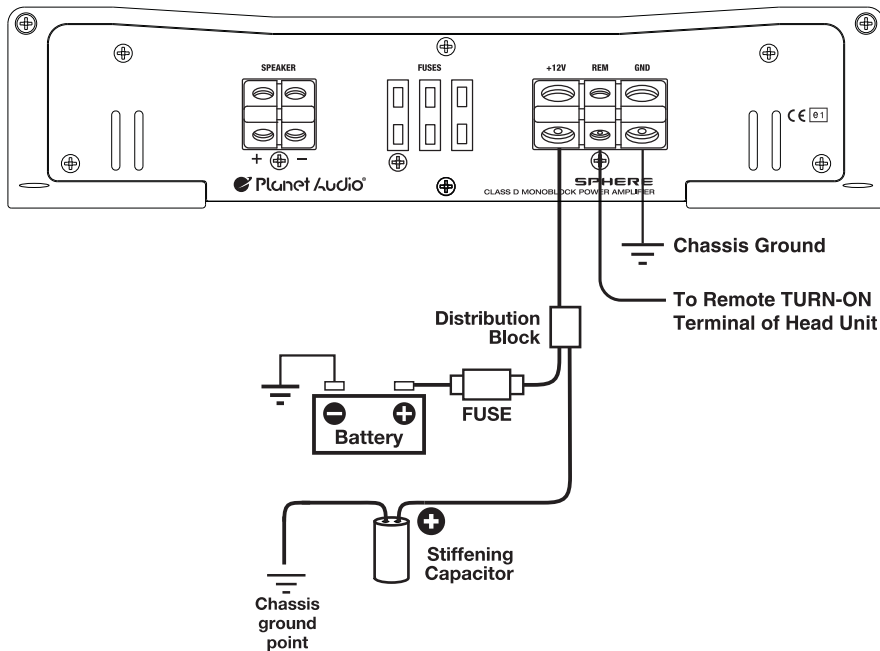 SPEAKER
FUSES
+12V REM GND
CE e1
+ −
Planet Audio®
SPHERE
CLASS D MONOBLOCK POWER AMPLIFIER
Chassis Ground
To Remote TURN-ON
Terminal of Head Unit
Distribution
Block
FUSE
− +
Battery
+
Stiffening
Capacitor
Chassis
ground
point